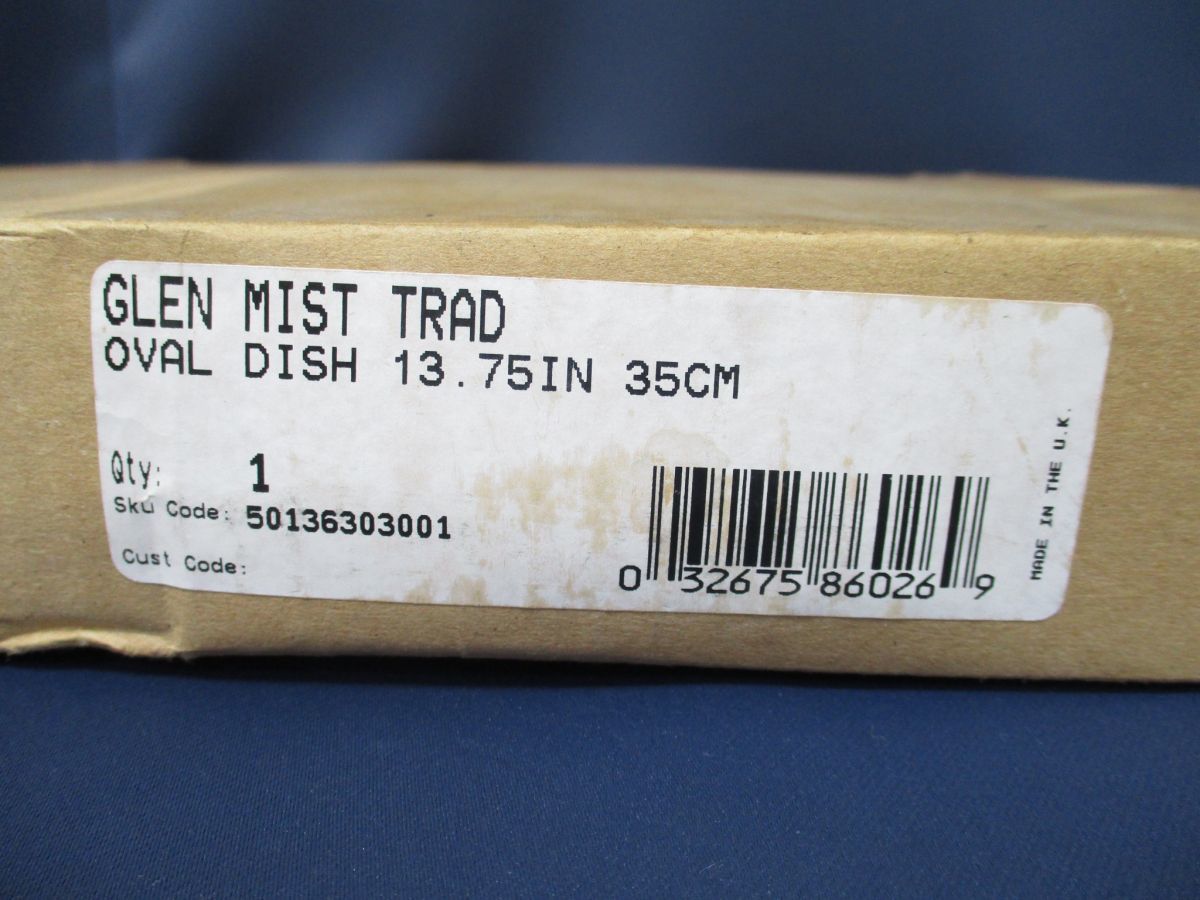 GLEN MIST TRAD
OVAL DISH 13.75IN 35CM
Qty: 1
Sku Code: 50136303001
Cust Code:
0 32675 86026 9
MADE IN THE U.K.